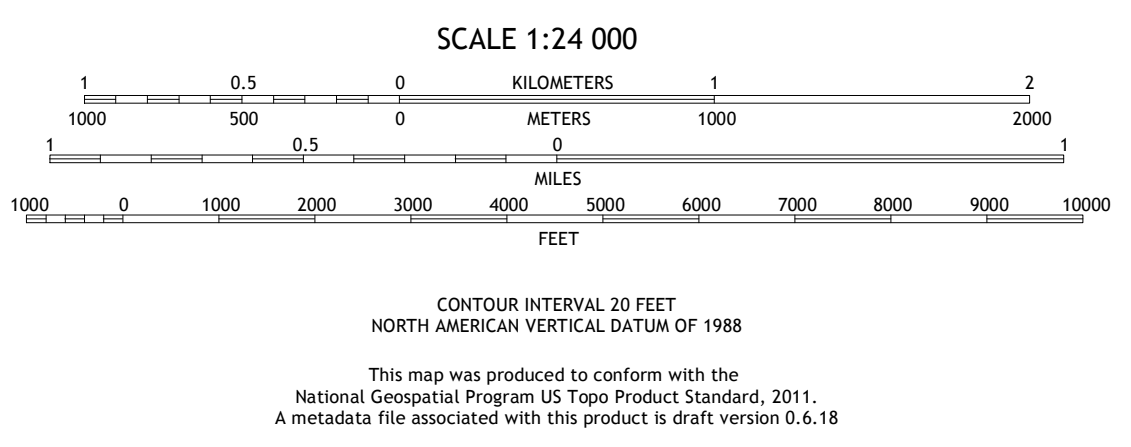 SCALE 1:24 000
1 0.5 0 KILOMETERS 1 2
1000 500 0 METERS 1000 2000
1 0.5 0 1
MILES
1000 0 1000 2000 3000 4000 5000 6000 7000 8000 9000 10000
FEET
CONTOUR INTERVAL 20 FEET
NORTH AMERICAN VERTICAL DATUM OF 1988
This map was produced to conform with the
National Geospatial Program US Topo Product Standard, 2011.
A metadata file associated with this product is draft version 0.6.18